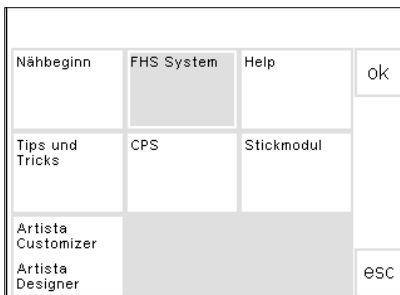 Nähbeginn
FHS System
Help
ok
Tips und
Tricks
CPS
Stickmodul
Artista
Customizer
Artista
Designer
esc